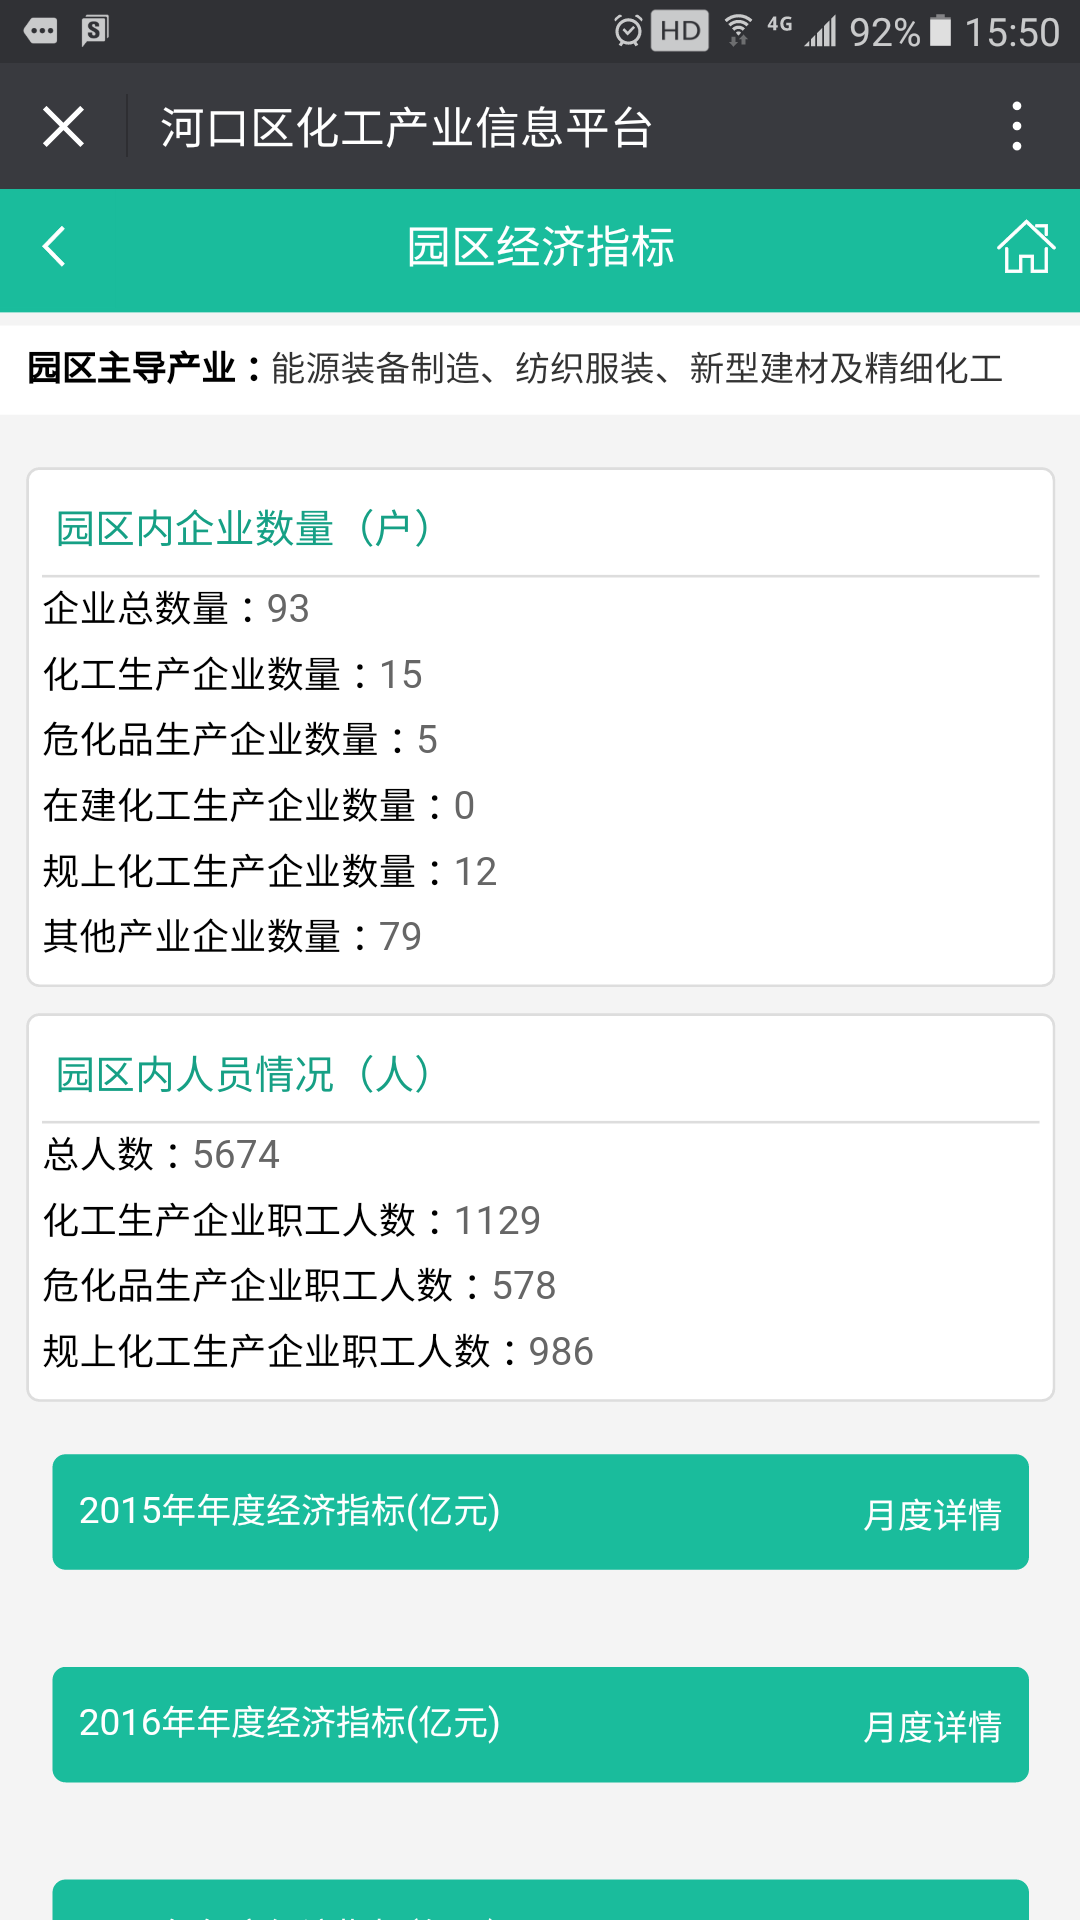 HD 4G 92% 15:50
河口区化工产业信息平台
园区经济指标
园区主导产业：能源装备制造、纺织服装、新型建材及精细化工
园区内企业数量（户）
企业总数量：93
化工生产企业数量：15
危化品生产企业数量：5
在建化工生产企业数量：0
规上化工生产企业数量：12
其他产业企业数量：79
园区内人员情况（人）
总人数：5674
化工生产企业职工人数：1129
危化品生产企业职工人数：578
规上化工生产企业职工人数：986
2015年年度经济指标(亿元) 月度详情
2016年年度经济指标(亿元) 月度详情